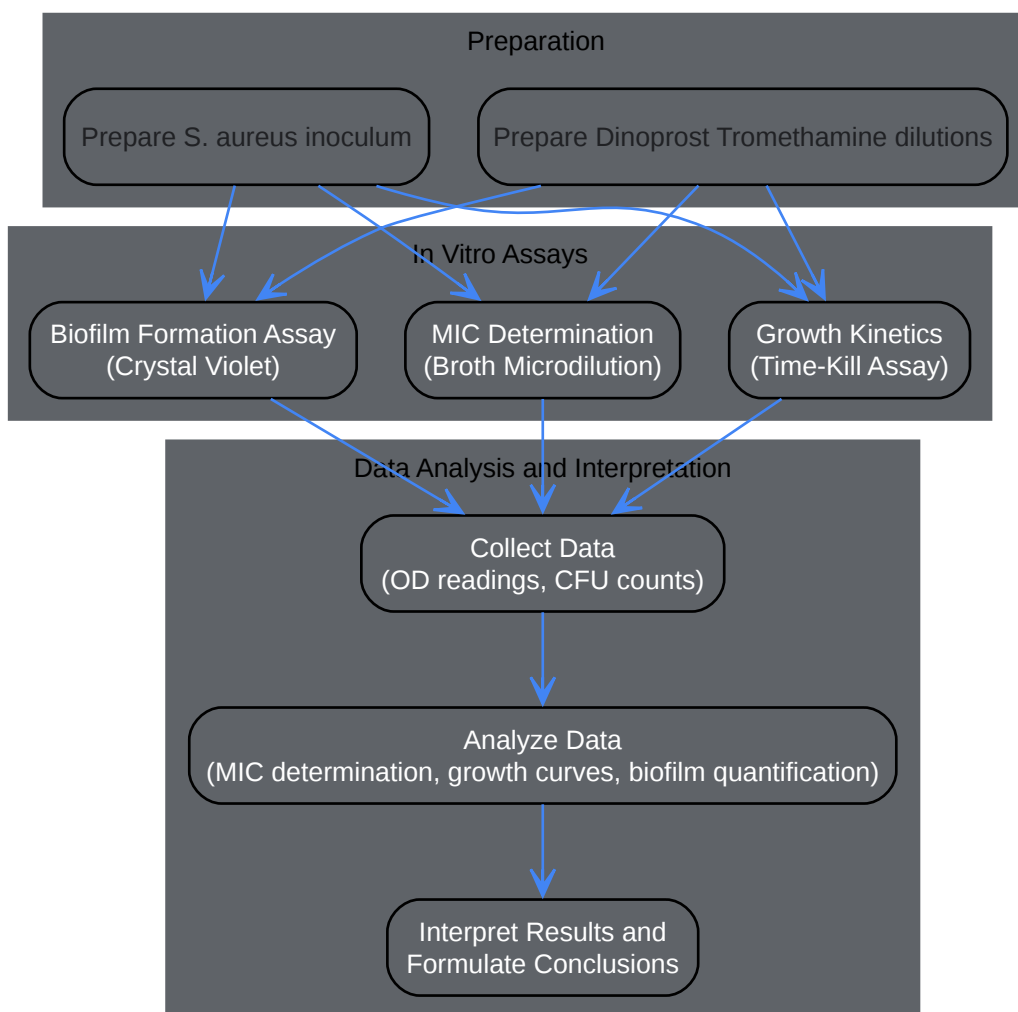 Preparation
Prepare S. aureus inoculum
Prepare Dinoprost Tromethamine dilutions
In Vitro Assays
Biofilm Formation Assay
(Crystal Violet)
MIC Determination
(Broth Microdilution)
Growth Kinetics
(Time-Kill Assay)
Data Analysis and Interpretation
Collect Data
(OD readings, CFU counts)
Analyze Data
(MIC determination, growth curves, biofilm quantification)
Interpret Results and
Formulate Conclusions